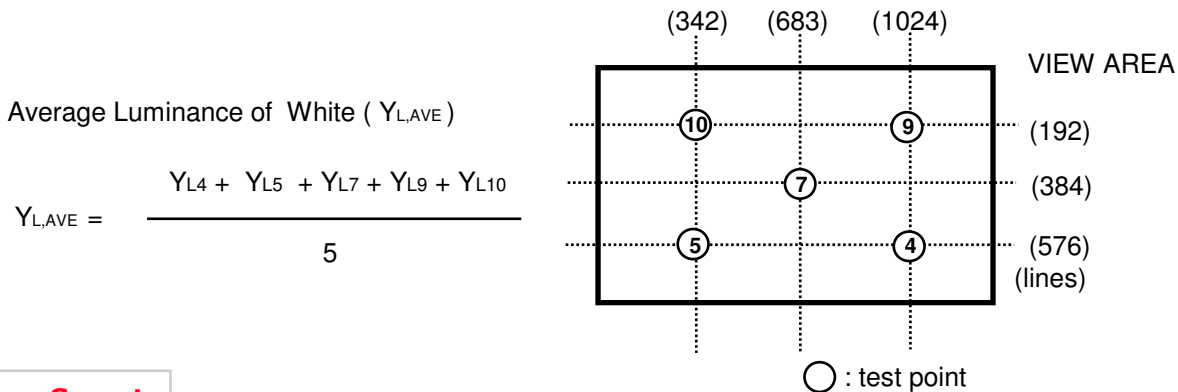 (342) (683) (1024)
VIEW AREA
Average Luminance of White ( YL,AVE )
10 9 (192)
YL4 + YL5 + YL7 + YL9 + YL10
7 (384)
YL,AVE =
5
5 4 (576)
(lines)
: test point